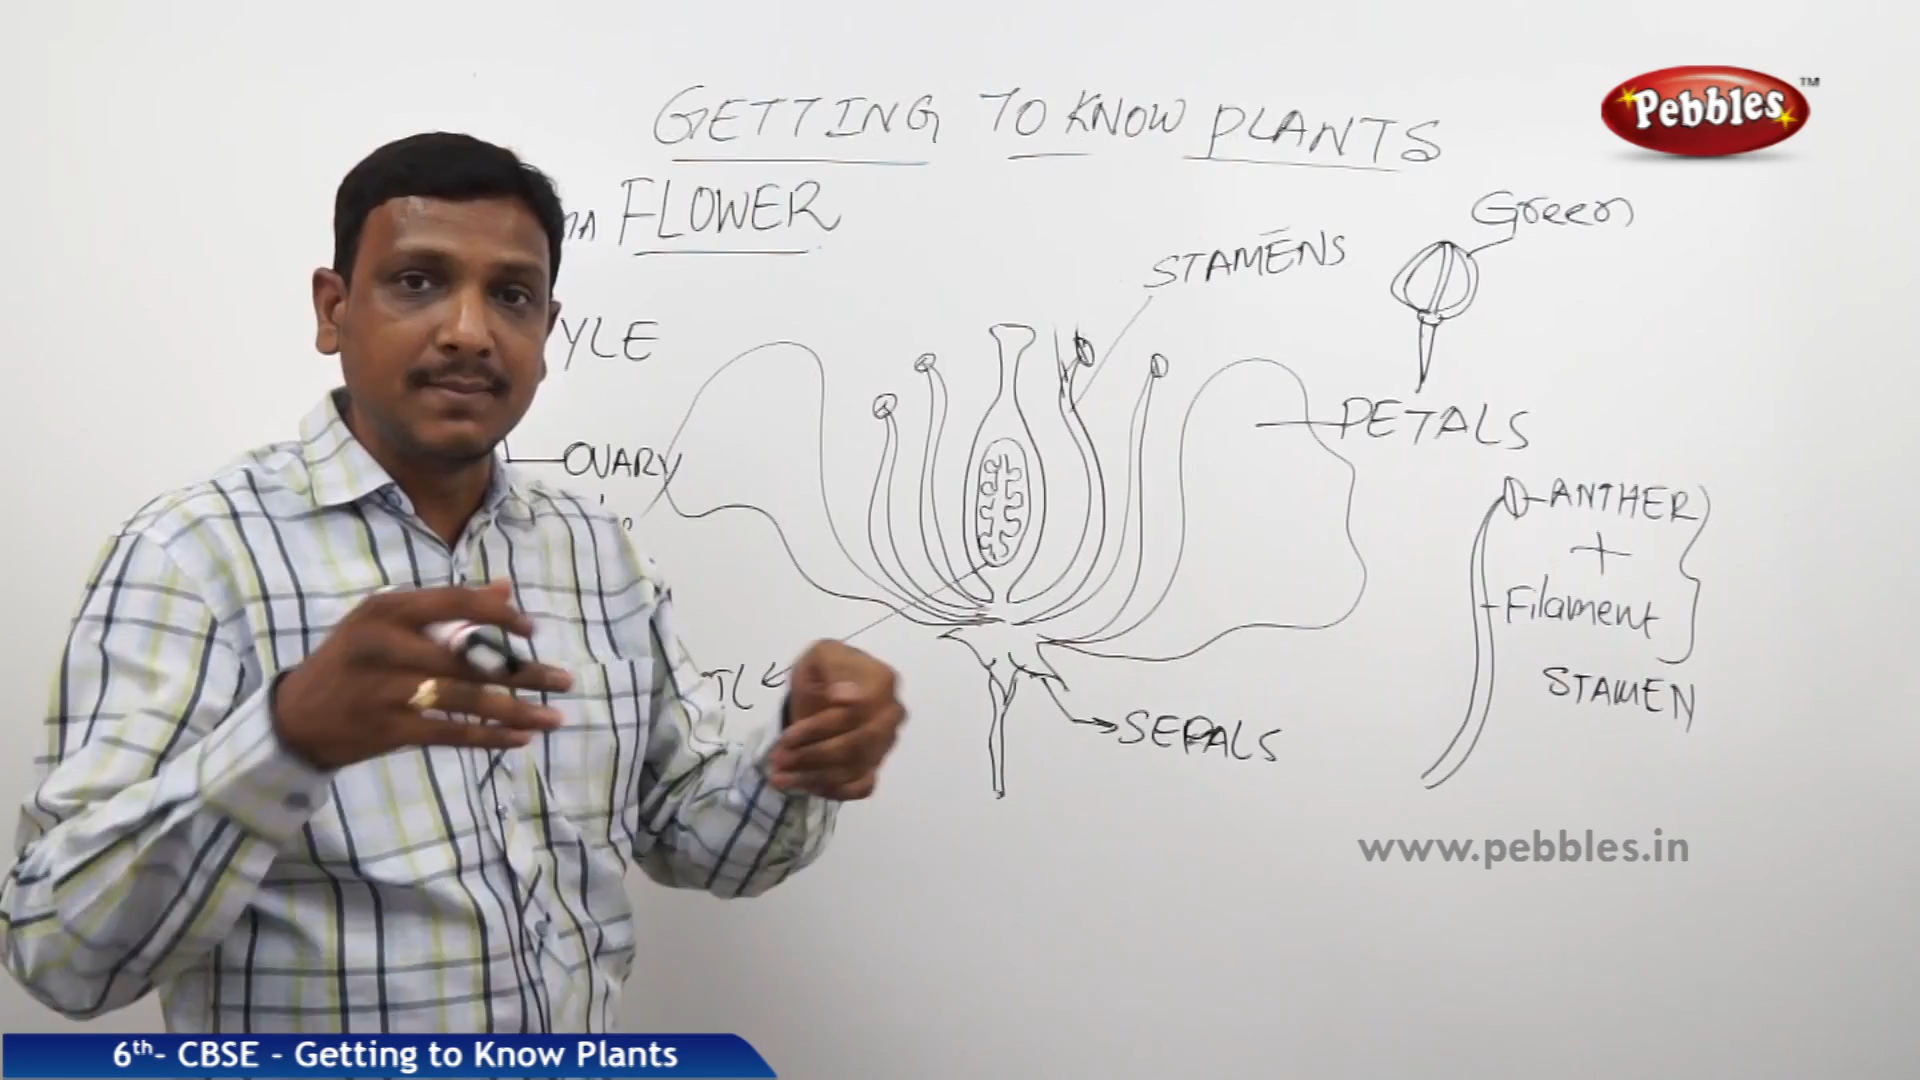 GETTING TO KNOW PLANTS
Pebbles™
FLOWER
Green
STAMENS
YLE
PETALS
OVARY
ANTHER
+
Filament
STAMEN
SEPALS
www.pebbles.in
6th- CBSE - Getting to Know Plants